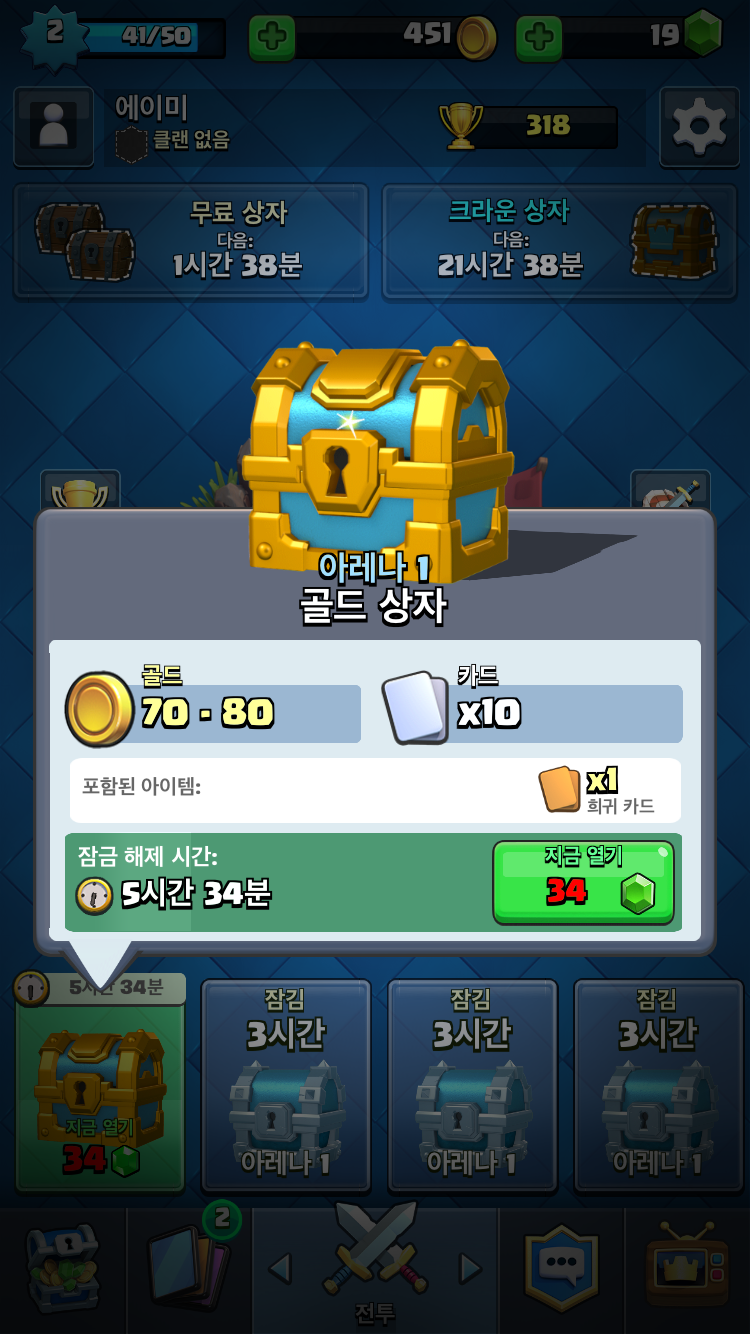 2
41/50
451
19
에이미
클랜 없음
318
무료 상자
다음:
1시간 38분
크라운 상자
다음:
21시간 38분
아레나 1
골드 상자
골드
70 - 80
카드
x10
포함된 아이템:
x1
희귀 카드
잠금 해제 시간:
5시간 34분
지금 열기
34
5시간 34분
지금 열기
34
잠김
3시간
아레나 1
잠김
3시간
아레나 1
잠김
3시간
아레나 1
2
전투